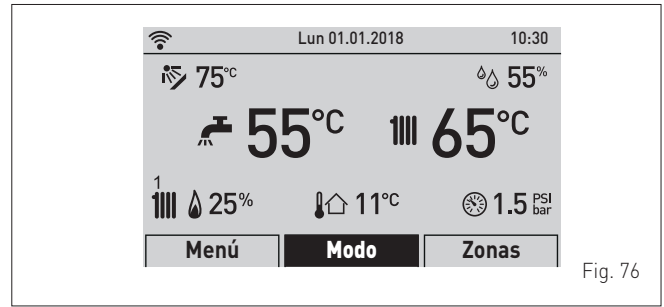 Lun 01.01.2018 10:30
75°C 55%
55°C 65°C
1
25% 11°C 1.5 PSI bar
Menú Modo Zonas
Fig. 76